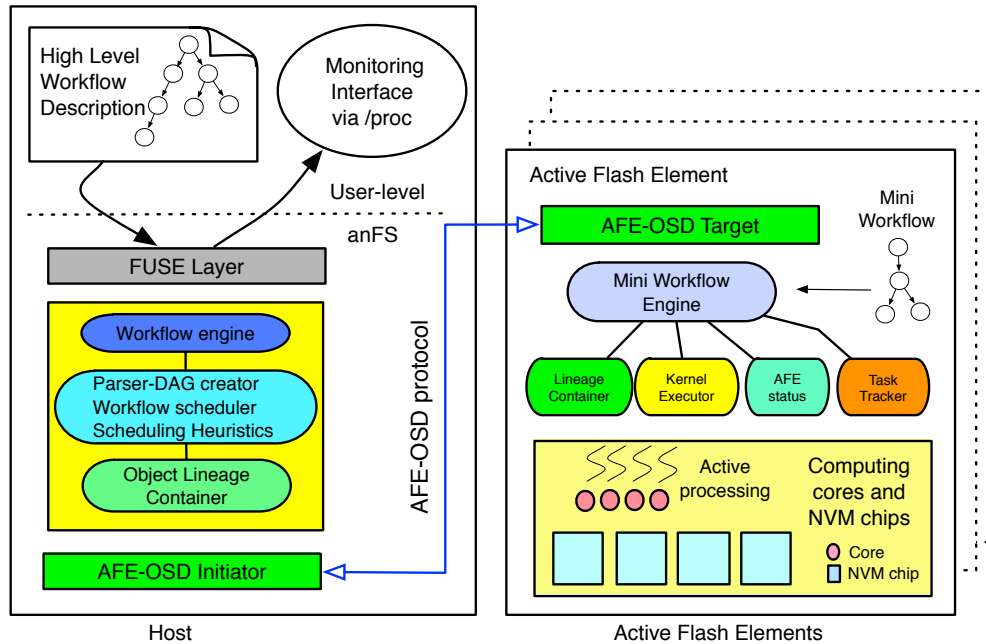 High Level
Workflow
Description
Monitoring
Interface
via /proc
User-level
anFS
FUSE Layer
Workflow engine
Parser-DAG creator
Workflow scheduler
Scheduling Heuristics
Object Lineage
Container
AFE-OSD Initiator
Host
AFE-OSD protocol
Active Flash Element
AFE-OSD Target
Mini
Workflow
Mini Workflow
Engine
Lineage
Container
Kernel
Executor
AFE
status
Task
Tracker
Active
processing
Computing
cores and
NVM chips
Core
NVM chip
Active Flash Elements